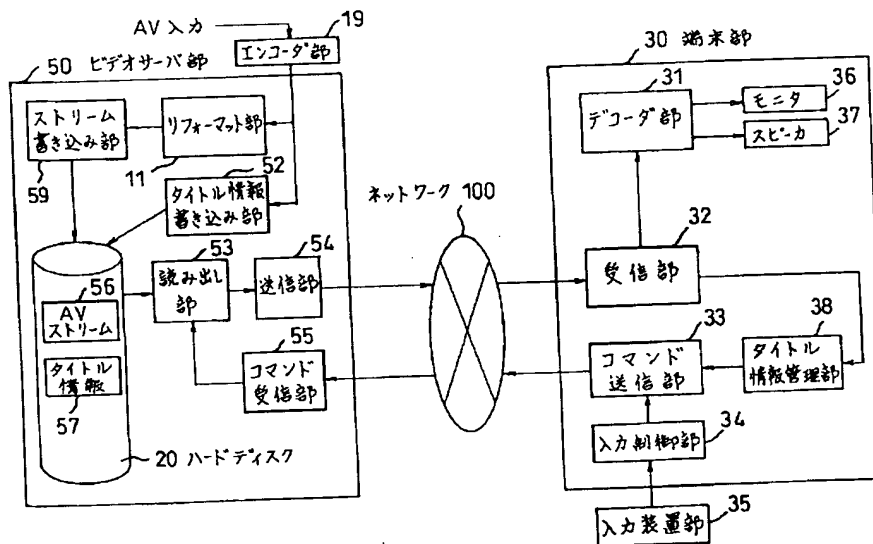 AV入力
19
エンコーダ部
50 ビデオサーバ部
ストリーム
書き込み部
59
リフォーマット部
11
52
タイトル情報
書き込み部
53
読み出し
部
54
送信部
55
コマンド
受信部
56
AV
ストリーム
タイトル
情報
57
20 ハードディスク
ネットワーク 100
30 端末部
31
デコーダ部
36
モニタ
スピーカ
37
32
受信部
33
コマンド
送信部
38
タイトル
情報管理部
34
入力制御部
35
入力装置部